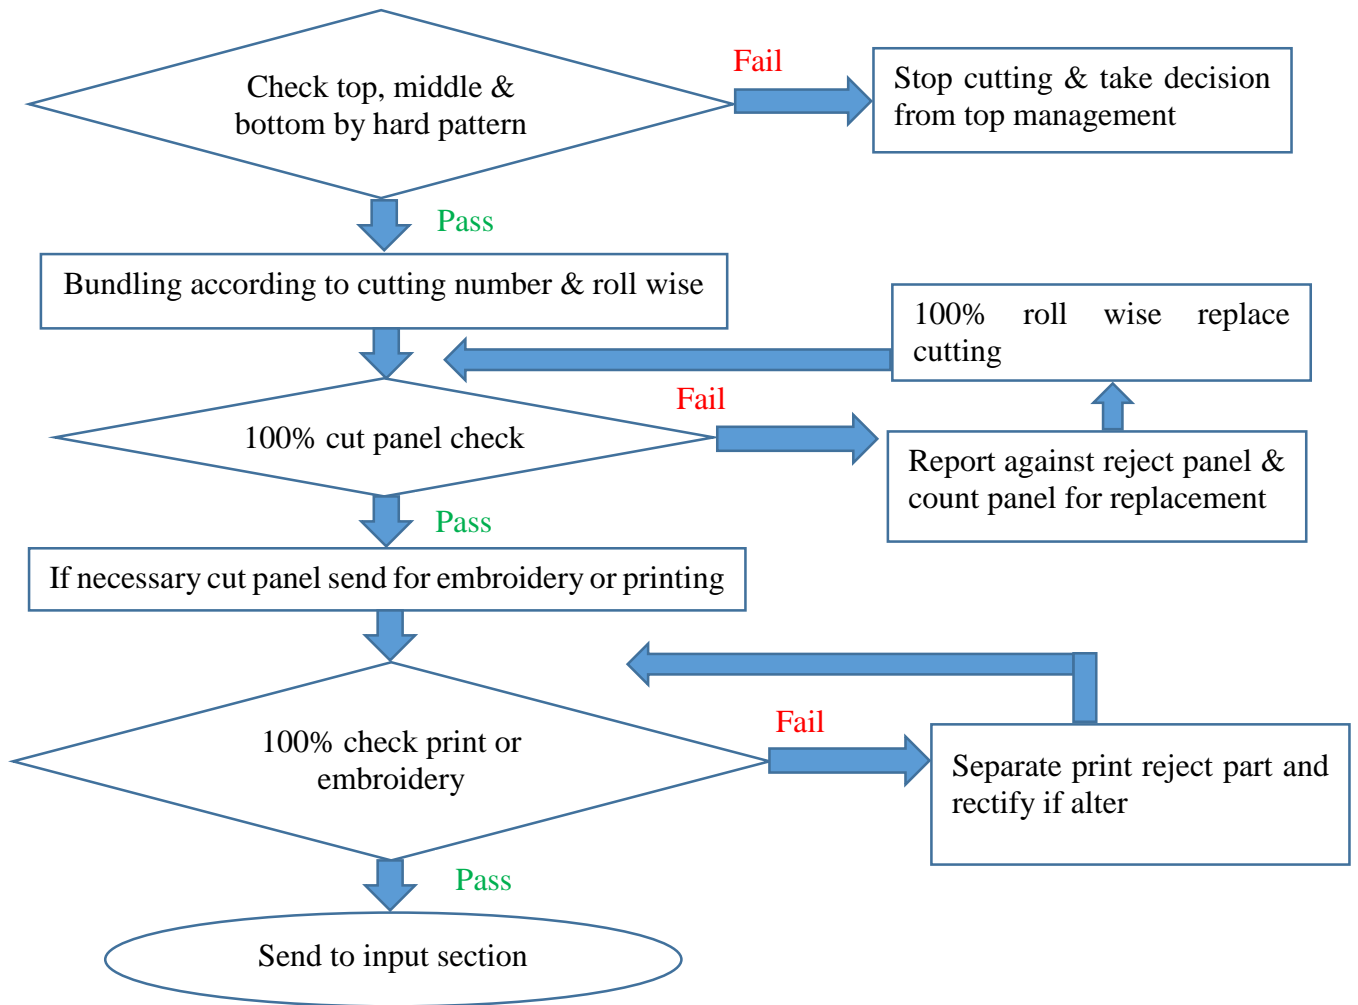 Check top, middle &
bottom by hard pattern
Fail
Stop cutting & take decision
from top management
Pass
Bundling according to cutting number & roll wise
100% roll wise replace
cutting
100% cut panel check
Fail
Report against reject panel &
count panel for replacement
Pass
If necessary cut panel send for embroidery or printing
100% check print or
embroidery
Fail
Separate print reject part and
rectify if alter
Pass
Send to input section